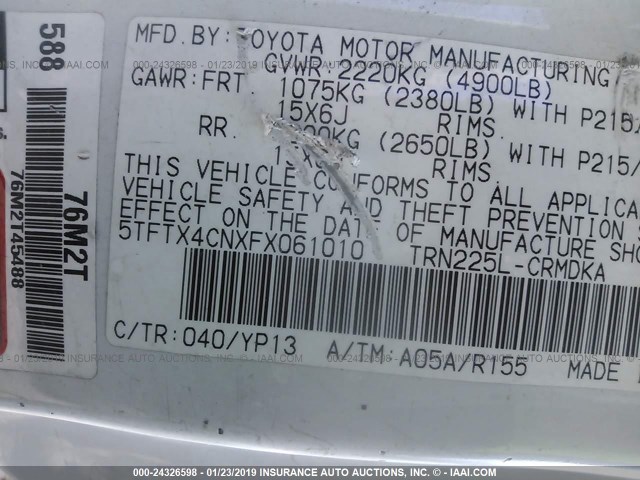 MFD.BY: TOYOTA MOTOR MANUFACTURING
GVWR:2220KG (4900LB)
GAWR:FRT. 1075KG (2380LB) WITH P215/
15X6J RIMS
RR. 00KG (2650LB) WITH P215/
RIMS
THIS VEHICLE CONFORMS TO ALL APPLICA
VEHICLE SAFETY AND THEFT PREVENTION S
EFFECT ON THE DATE OF MANUFACTURE SHO
5TFTX4CNXFX061010 TRN225L-CRMDKA
C/TR:040/YP13 A/TM:A05A/R155 MADE
588
76M2T
76M2T45488
000-24326598 - 01/23/2019 INSURANCE AUTO AUCTIONS INC. - © - IAAI.com